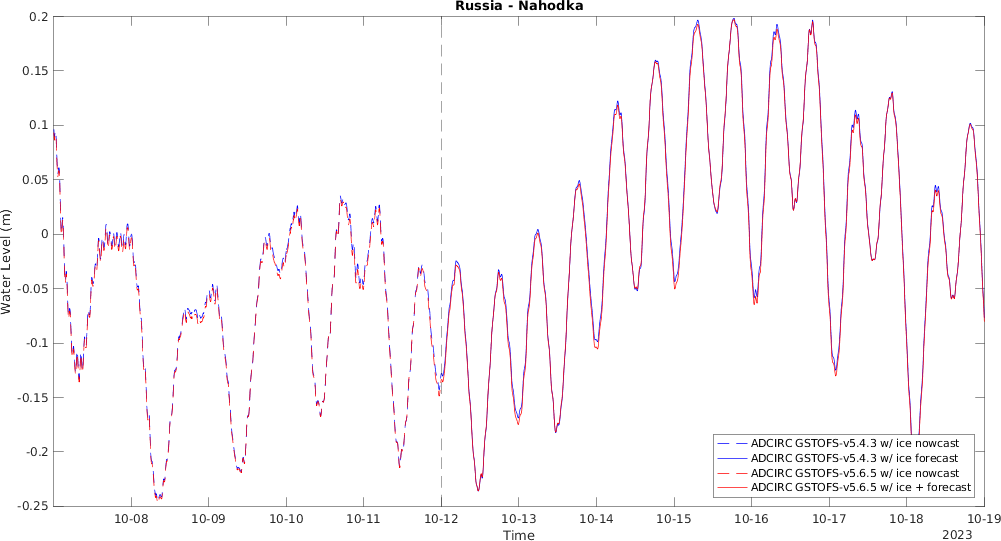 Russia - Nahodka
0.2
0.15
0.1
0.05
0
-0.05
-0.1
-0.15
-0.2
-0.25
Water Level (m)
ADCIRC GSTOFS-v5.4.3 w/ ice nowcast
ADCIRC GSTOFS-v5.4.3 w/ ice forecast
ADCIRC GSTOFS-v5.6.5 w/ ice nowcast
ADCIRC GSTOFS-v5.6.5 w/ ice + forecast
10-08 10-09 10-10 10-11 10-12 10-13 10-14 10-15 10-16 10-17 10-18 10-19
Time
2023